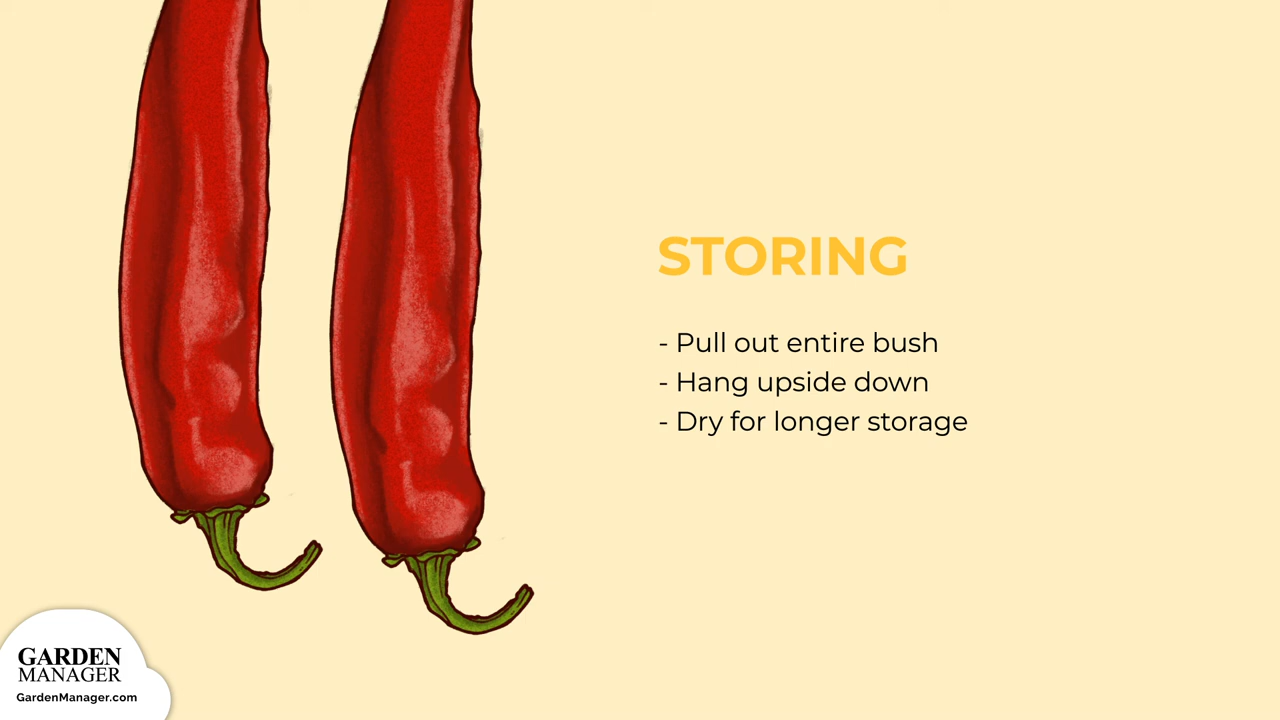 STORING
- Pull out entire bush
- Hang upside down
- Dry for longer storage
GARDEN
MANAGER
GardenManager.com